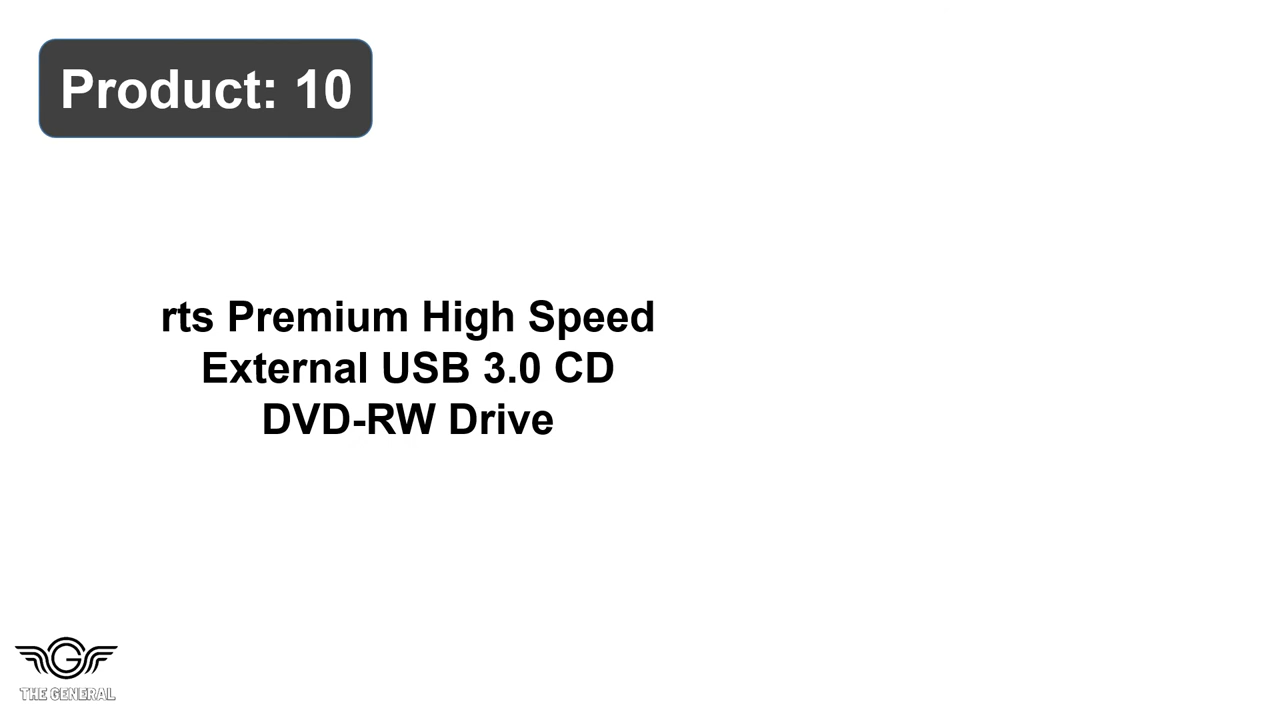 Product: 10
rts Premium High Speed
External USB 3.0 CD
DVD-RW Drive
THE GENERAL